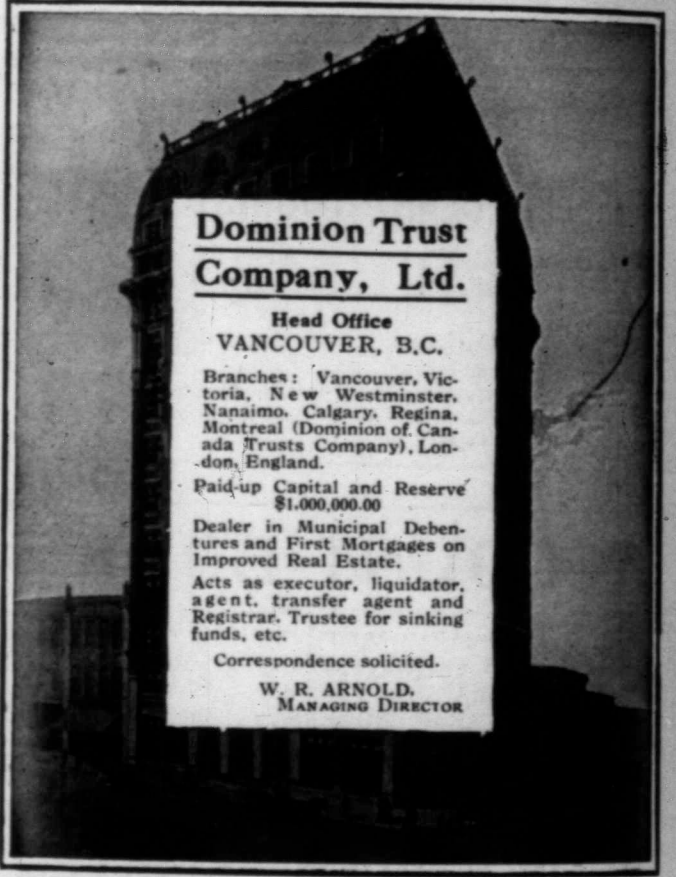 Dominion Trust
Company, Ltd.
Head Office
VANCOUVER, B.C.
Branches: Vancouver, Vic-
toria, New Westminster,
Nanaimo, Calgary, Regina,
Montreal (Dominion of Can-
ada Trusts Company), Lon-
don, England.
Paid-up Capital and Reserve
$1,000,000.00
Dealer in Municipal Deben-
tures and First Mortgages on
Improved Real Estate.
Acts as executor, liquidator,
agent, transfer agent and
Registrar. Trustee for sinking
funds, etc.
Correspondence solicited.
W. R. ARNOLD,
MANAGING DIRECTOR